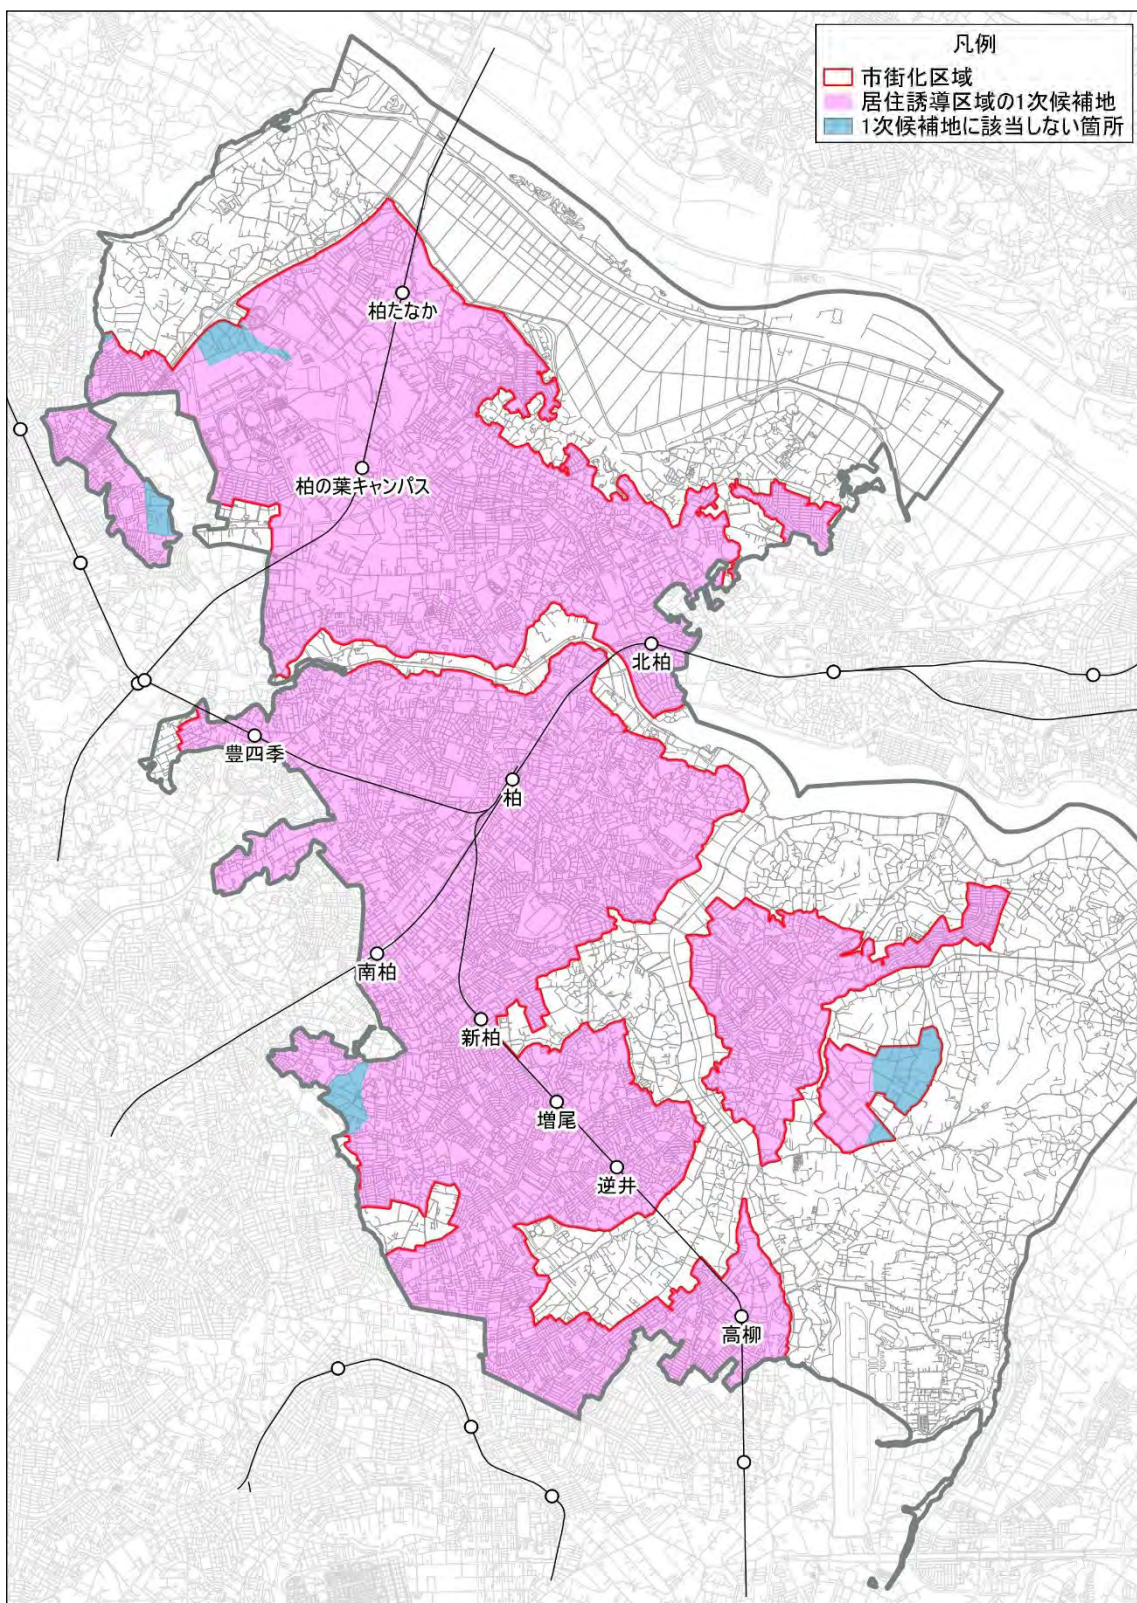 凡例
市街化区域
居住誘導区域の1次候補地
1次候補地に該当しない箇所
柏たなか
柏の葉キャンパス
北柏
豊四季
柏
南柏
新柏
増尾
逆井
高柳